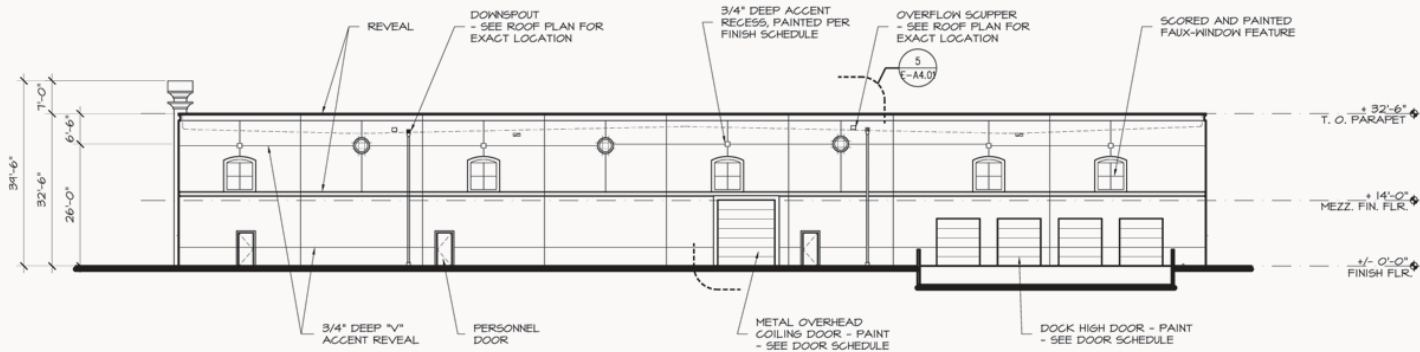 REVEAL
DOWNSPOUT
- SEE ROOF PLAN FOR
EXACT LOCATION
3/4" DEEP ACCENT
RECESS, PAINTED PER
FINISH SCHEDULE
OVERFLOW SCUPPER
- SEE ROOF PLAN FOR
EXACT LOCATION
SCORED AND PAINTED
FAUX-WINDOW FEATURE
5
E-A4.01
7'-0"
6'-6"
39'-6"
32'-6"
26'-0"
+ 32'-6"
T. O. PARAPET
+ 14'-0"
MEZZ. FIN. FLR.
+/- 0'-0"
FINISH FLR.
3/4" DEEP "V"
ACCENT REVEAL
PERSONNEL
DOOR
METAL OVERHEAD
COILING DOOR - PAINT
- SEE DOOR SCHEDULE
DOCK HIGH DOOR - PAINT
- SEE DOOR SCHEDULE